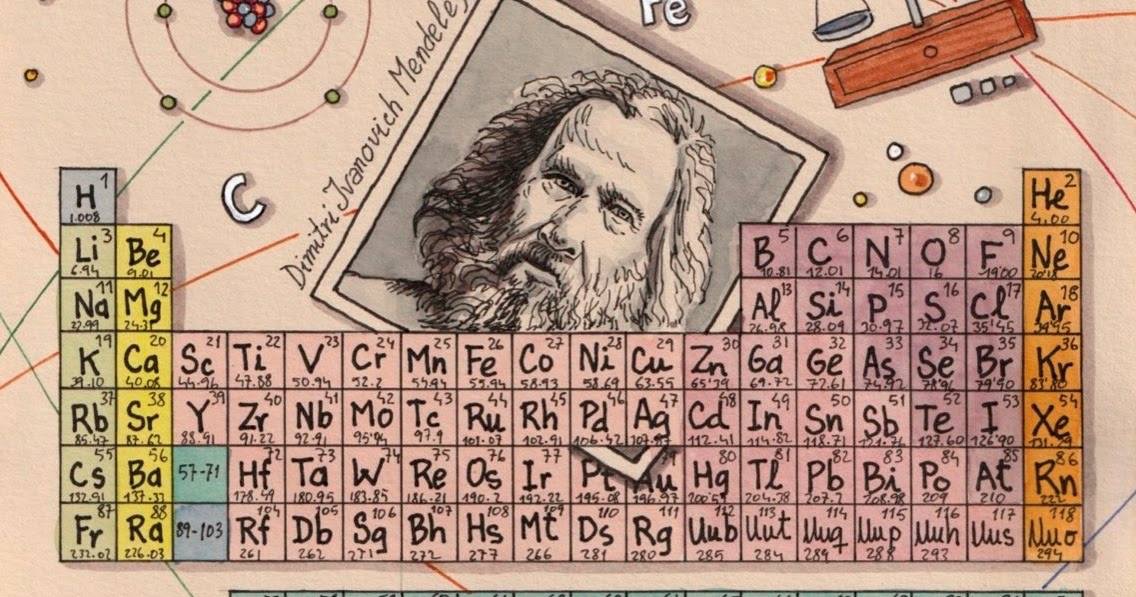 Fe
Dimitri Ivanovich Mendele
C
1 2
H He
1.008 4.00
3 4 5 6 7 8 9 10
Li Be B C N O F Ne
6.94 9.01 10.81 12.01 14.01 16 19'00
11 12 13 14 15 16 17 18
Na Mg Al Si P S Cl Ar
22.99 24.31 26.98 28.09 30.97 32.07 35'45
19 20 21 22 23 24 25 26 27 28 29 30 31 32 33 34 35 36
K Ca Sc Ti V Cr Mn Fe Co Ni Cu Zn Ga Ge As Se Br Kr
39.10 40.08 44.96 47.88 50.94 52.2 55.94 58.93 58.69 63.55 65'39 69.72 72.61 74.92 78'96 79'90 83'80
37 38 39 40 41 42 43 44 45 46 47 48 49 50 51 52 53 54
Rb Sr Y Zr Nb Mo Tc Ru Rh Pd Ag Cd In Sn Sb Te I Xe
85.47 87.62 88.91 91.22 92.91 95'94 97.9 101.07 102.91 106.42 107.87 112.41 114.82 118.71 121.76 127.60 126'90
55 56 57-71 72 73 74 75 76 77 80 81 82 83 84 85 86
Cs Ba Hf Ta W Re Os Ir Pt Au Hg Tl Pb Bi Po At Rn
132.91 137.33 178.49 180.95 183.85 186.21 190.2 192.22 195.08 196.97 200'59 204.38 207.2 208.98 209 210 222
87 88 89-103 104 105 106 107 108 109 110 111 112 113 114 115 116 117 118
Fr Ra Rf Db Sg Bh Hs Mt Ds Rg Uub Uut Uuq Uup Uuh Uus Uuo
232.02 226.03 261 262 271 272 277 266 281 280 285 284 289 288 293 294